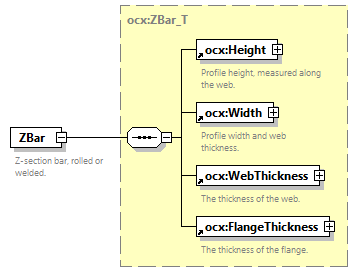 ocx:ZBar_T
ocx:Height
Profile height, measured along
the web.
ocx:Width
Profile width and web
thickness.
ZBar
Z-section bar, rolled or
welded.
ocx:WebThickness
The thickness of the web.
ocx:FlangeThickness
The thickness of the flange.